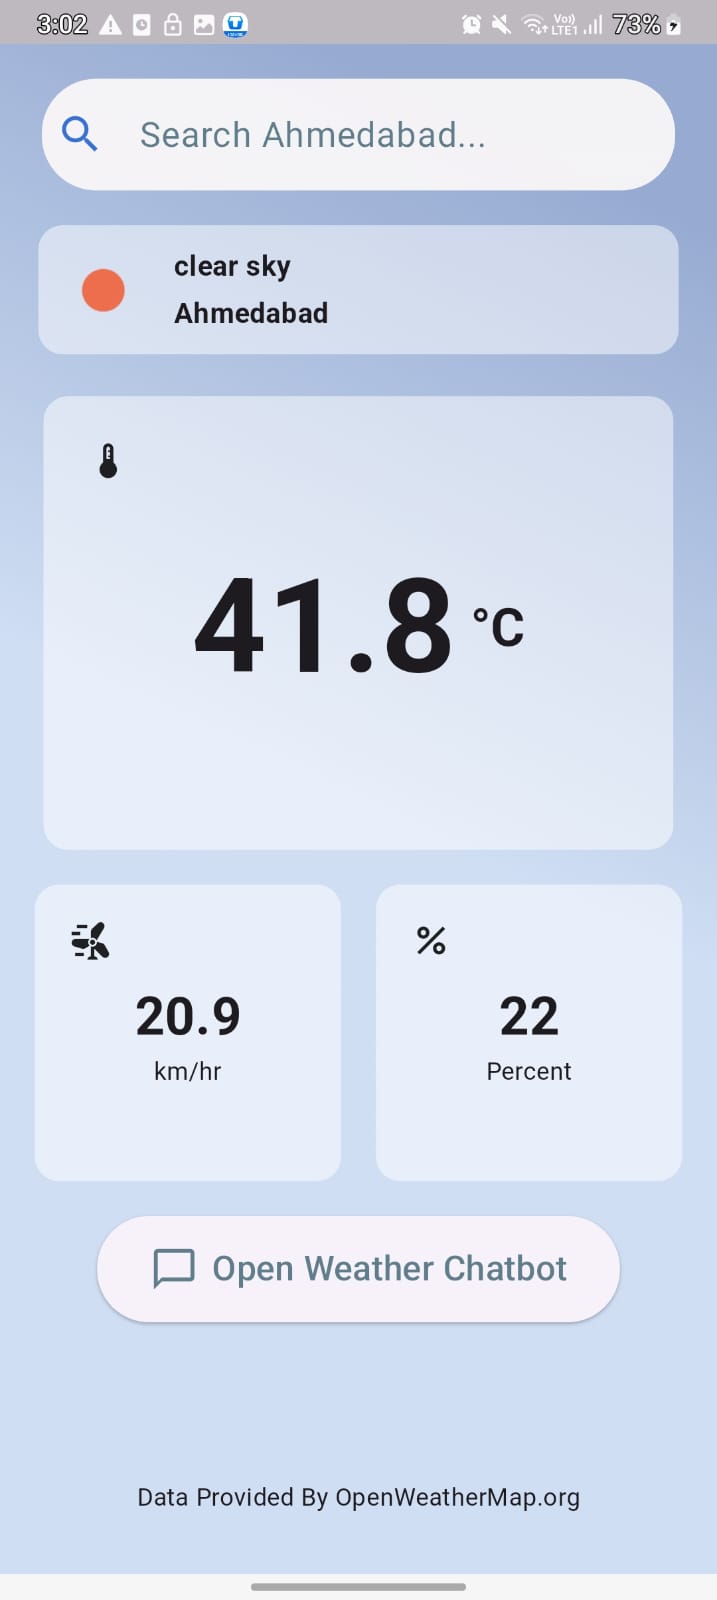 3:02
Vo))
LTE1
73%
Search Ahmedabad...
clear sky
Ahmedabad
41.8 °C
20.9
km/hr
%
22
Percent
Open Weather Chatbot
Data Provided By OpenWeatherMap.org